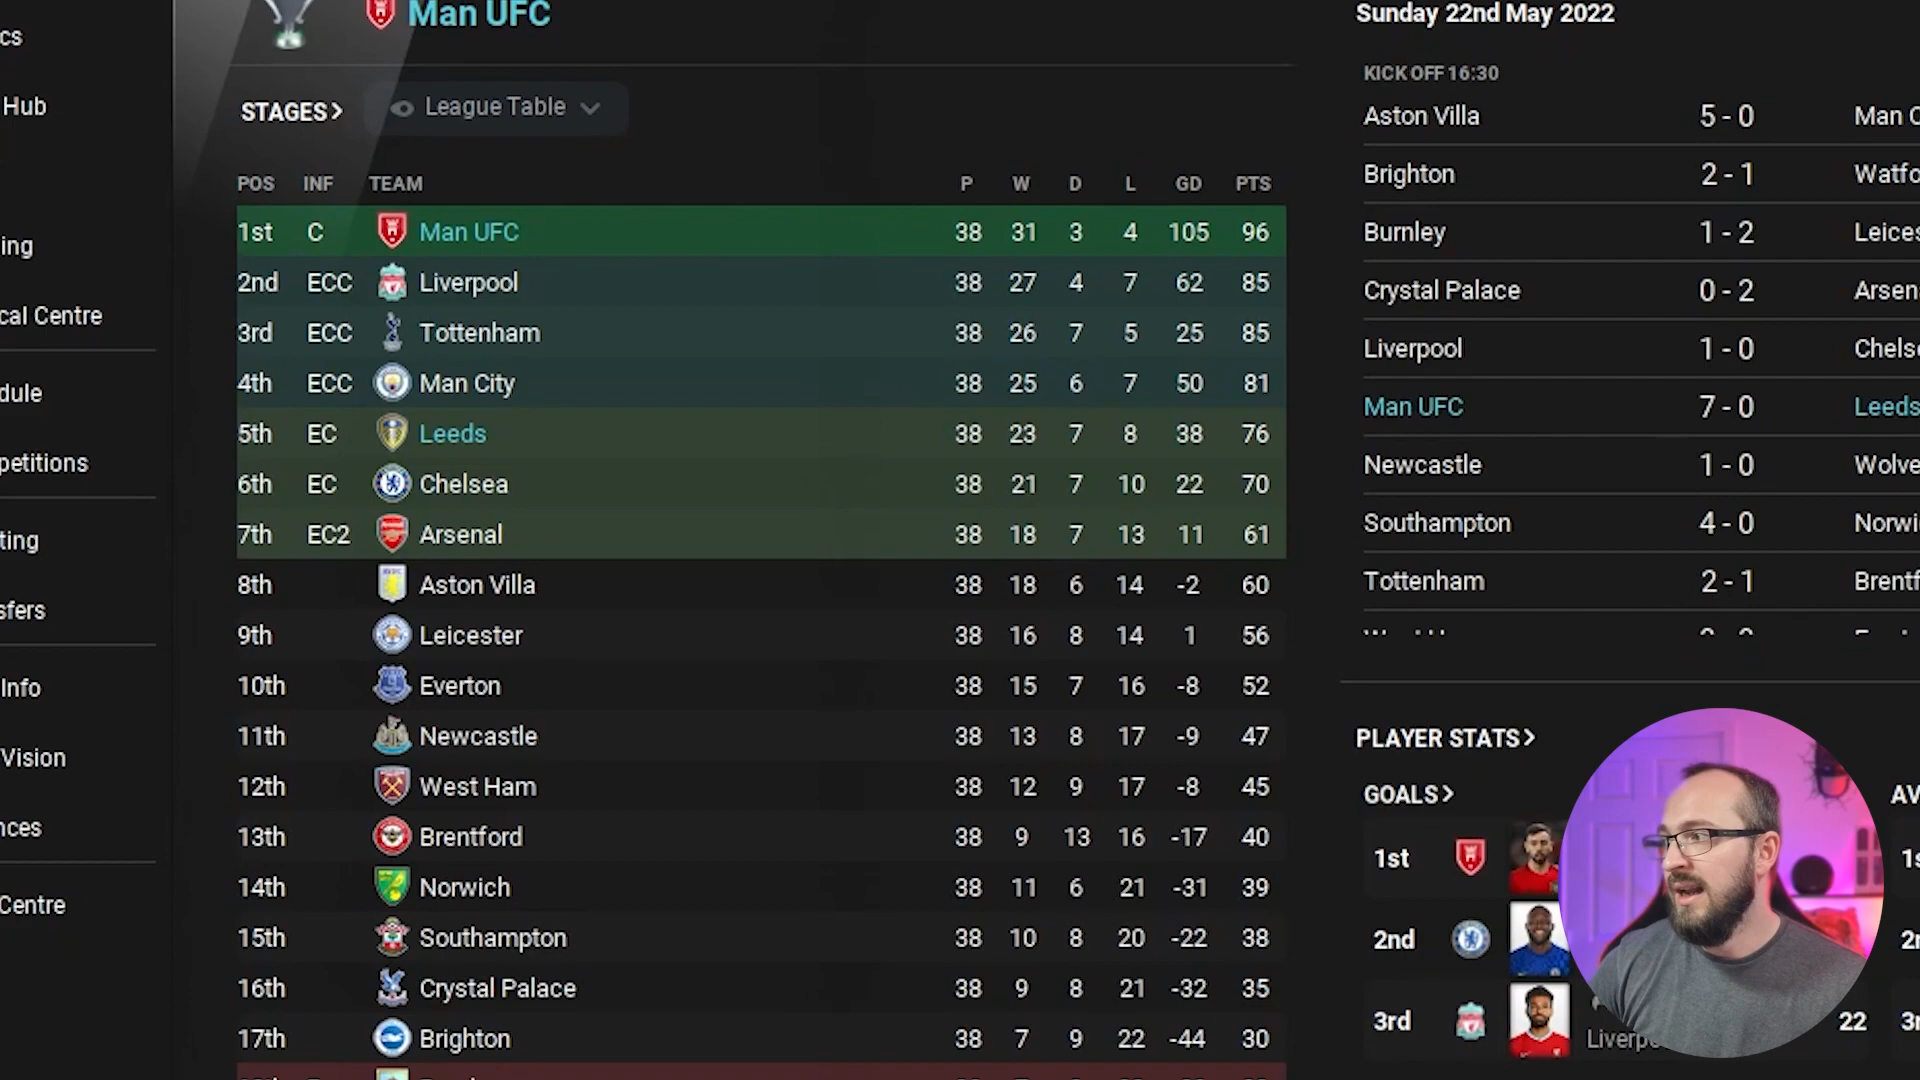 Man UFC
STAGES
League Table
POS INF TEAM P W D L GD PTS
1st C Man UFC 38 31 3 4 105 96
2nd ECC Liverpool 38 27 4 7 62 85
3rd ECC Tottenham 38 26 7 5 25 85
4th ECC Man City 38 25 6 7 50 81
5th EC Leeds 38 23 7 8 38 76
6th EC Chelsea 38 21 7 10 22 70
7th EC2 Arsenal 38 18 7 13 11 61
8th Aston Villa 38 18 6 14 -2 60
9th Leicester 38 16 8 14 1 56
10th Everton 38 15 7 16 -8 52
11th Newcastle 38 13 8 17 -9 47
12th West Ham 38 12 9 17 -8 45
13th Brentford 38 9 13 16 -17 40
14th Norwich 38 11 6 21 -31 39
15th Southampton 38 10 8 20 -22 38
16th Crystal Palace 38 9 8 21 -32 35
17th Brighton 38 7 9 22 -44 30
cs
Hub
ing
cal Centre
dule
petitions
ting
sfers
Info
Vision
nces
Centre
Sunday 22nd May 2022
KICK OFF 16:30
Aston Villa 5 - 0 Man C
Brighton 2 - 1 Watfo
Burnley 1 - 2 Leices
Crystal Palace 0 - 2 Arsen
Liverpool 1 - 0 Chels
Man UFC 7 - 0 Leeds
Newcastle 1 - 0 Wolve
Southampton 4 - 0 Norwi
Tottenham 2 - 1 Brentf
PLAYER STATS
GOALS AV
1st
2nd
3rd Liverp 22